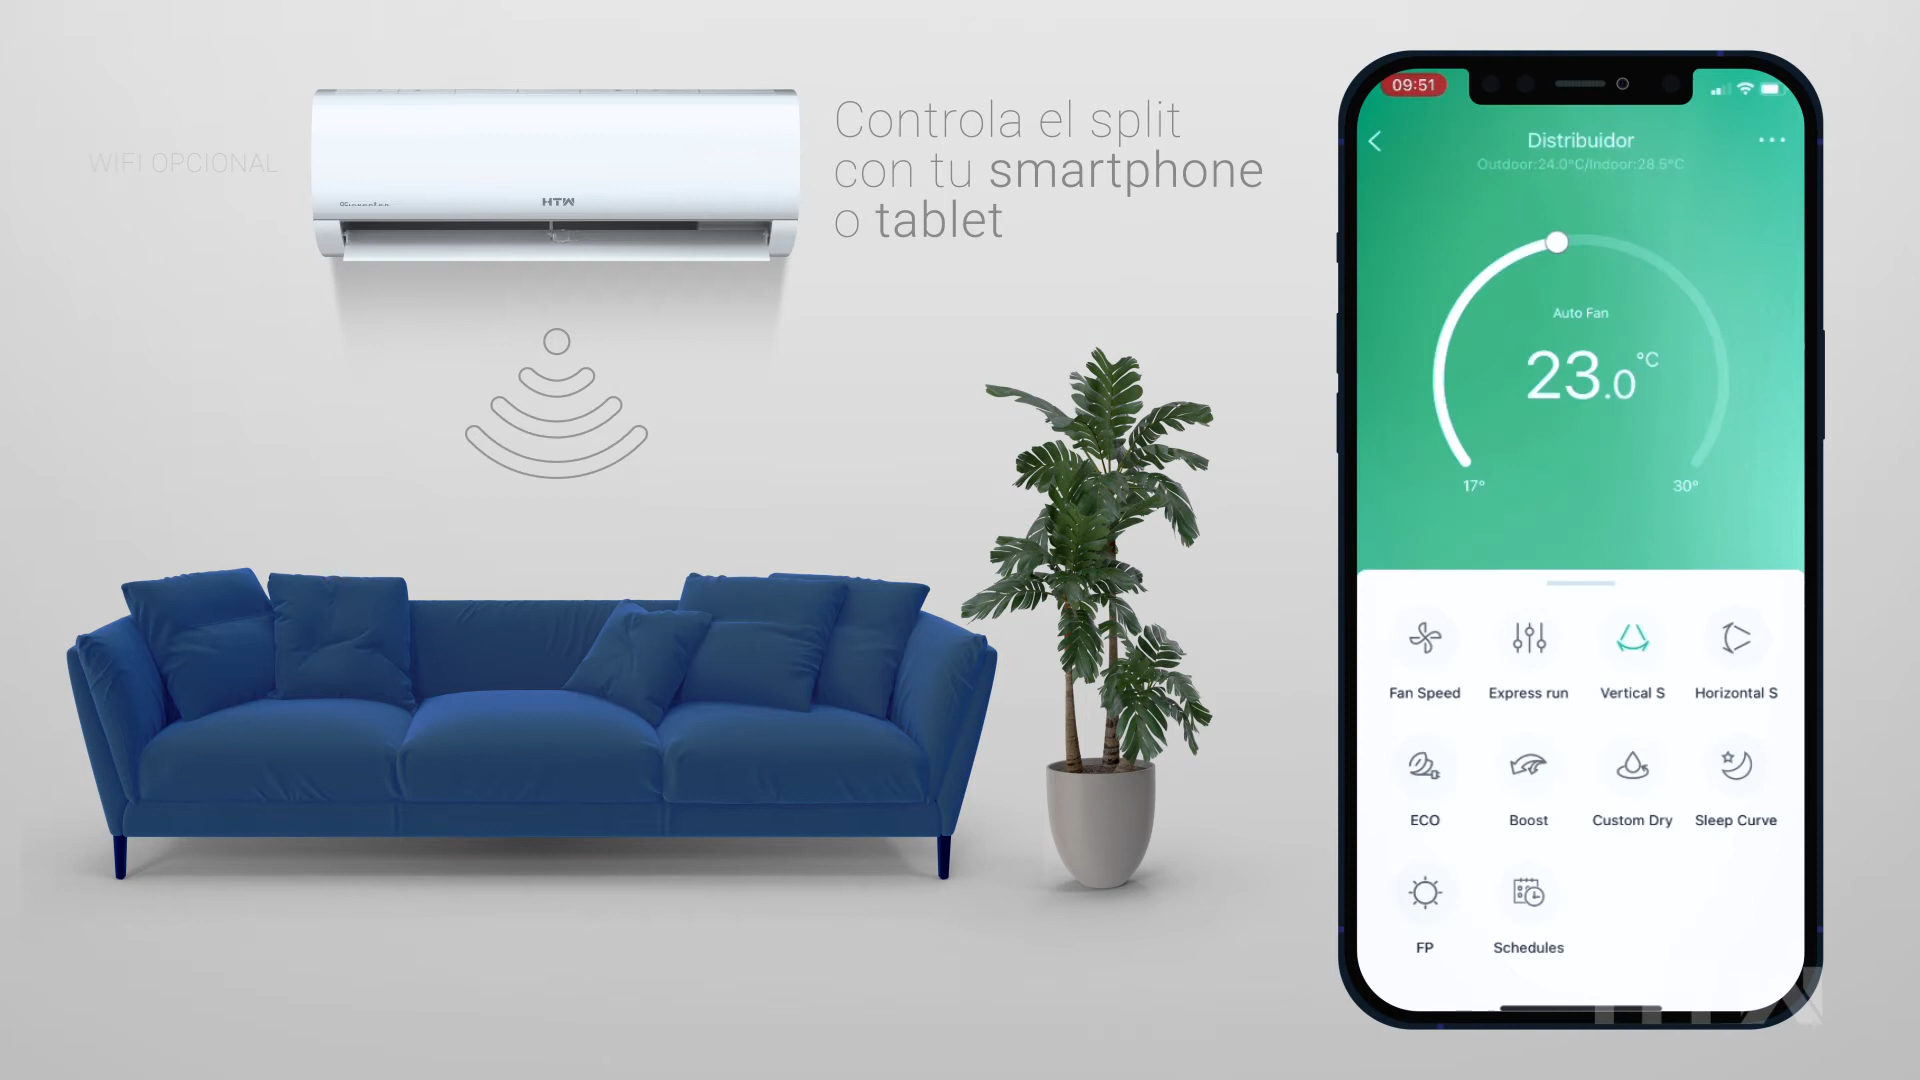 WIFI OPCIONAL
HTW
Controla el split
con tu smartphone
o tablet
09:51
Distribuidor
Outdoor:24.0°C/Indoor:28.5°C
Auto Fan
23.0°C
17°
30°
Fan Speed
Express run
Vertical S
Horizontal S
ECO
Boost
Custom Dry
Sleep Curve
FP
Schedules